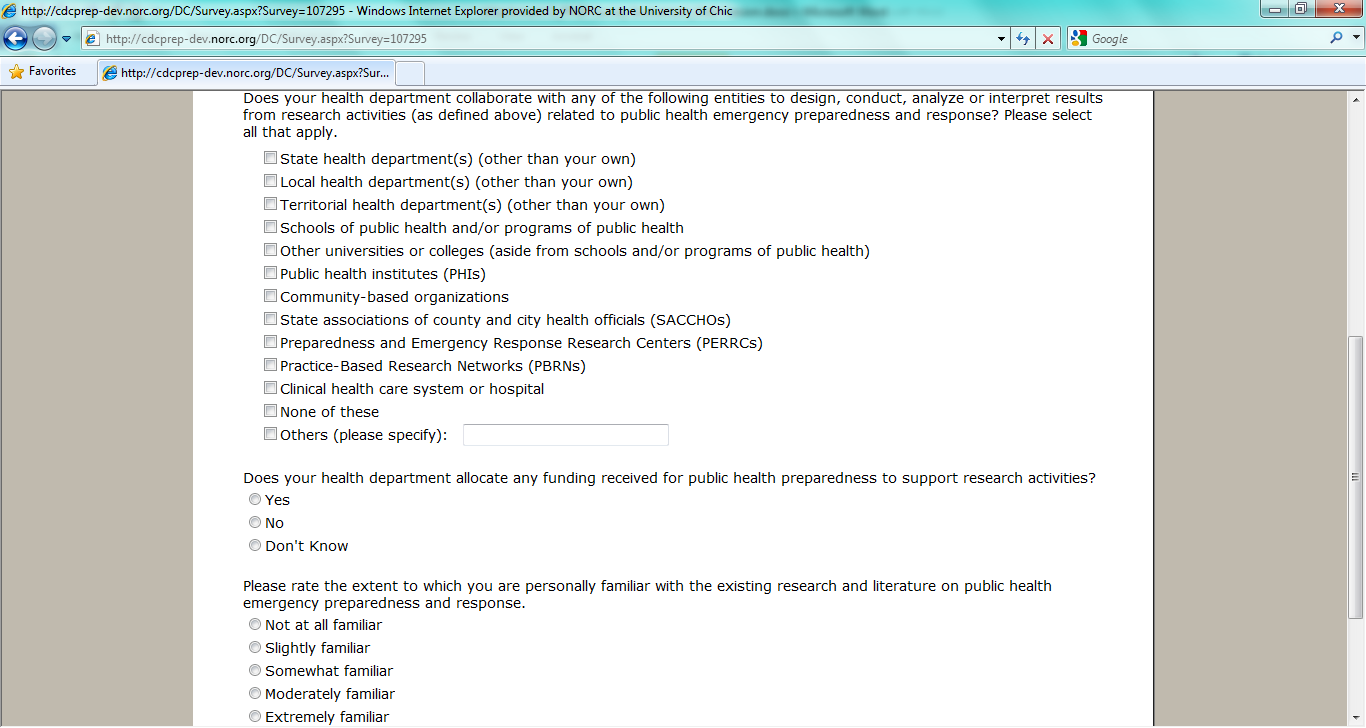 http://cdcprep-dev.norc.org/DC/Survey.aspx?Survey=107295 - Windows Internet Explorer provided by NORC at the University of Chic
http://cdcprep-dev.norc.org/DC/Survey.aspx?Survey=107295
Google
Favorites
http://cdcprep-dev.norc.org/DC/Survey.aspx?Sur...
Does your health department collaborate with any of the following entities to design, conduct, analyze or interpret results
from research activities (as defined above) related to public health emergency preparedness and response? Please select
all that apply.
State health department(s) (other than your own)
Local health department(s) (other than your own)
Territorial health department(s) (other than your own)
Schools of public health and/or programs of public health
Other universities or colleges (aside from schools and/or programs of public health)
Public health institutes (PHIs)
Community-based organizations
State associations of county and city health officials (SACCHOs)
Preparedness and Emergency Response Research Centers (PERRCs)
Practice-Based Research Networks (PBRNs)
Clinical health care system or hospital
None of these
Others (please specify):
Does your health department allocate any funding received for public health preparedness to support research activities?
Yes
No
Don't Know
Please rate the extent to which you are personally familiar with the existing research and literature on public health
emergency preparedness and response.
Not at all familiar
Slightly familiar
Somewhat familiar
Moderately familiar
Extremely familiar